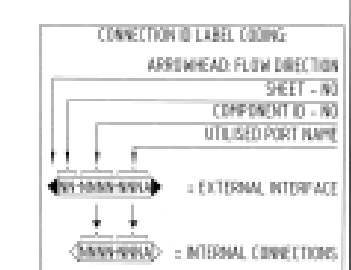 CONNECTION ID LABEL CODING:
ARROWHEAD: FLOW DIRECTION
SHEET - NO
COMPONENT ID - NO
UTILISED PORT NAME
: EXTERNAL INTERFACE
: INTERNAL CONNECTIONS